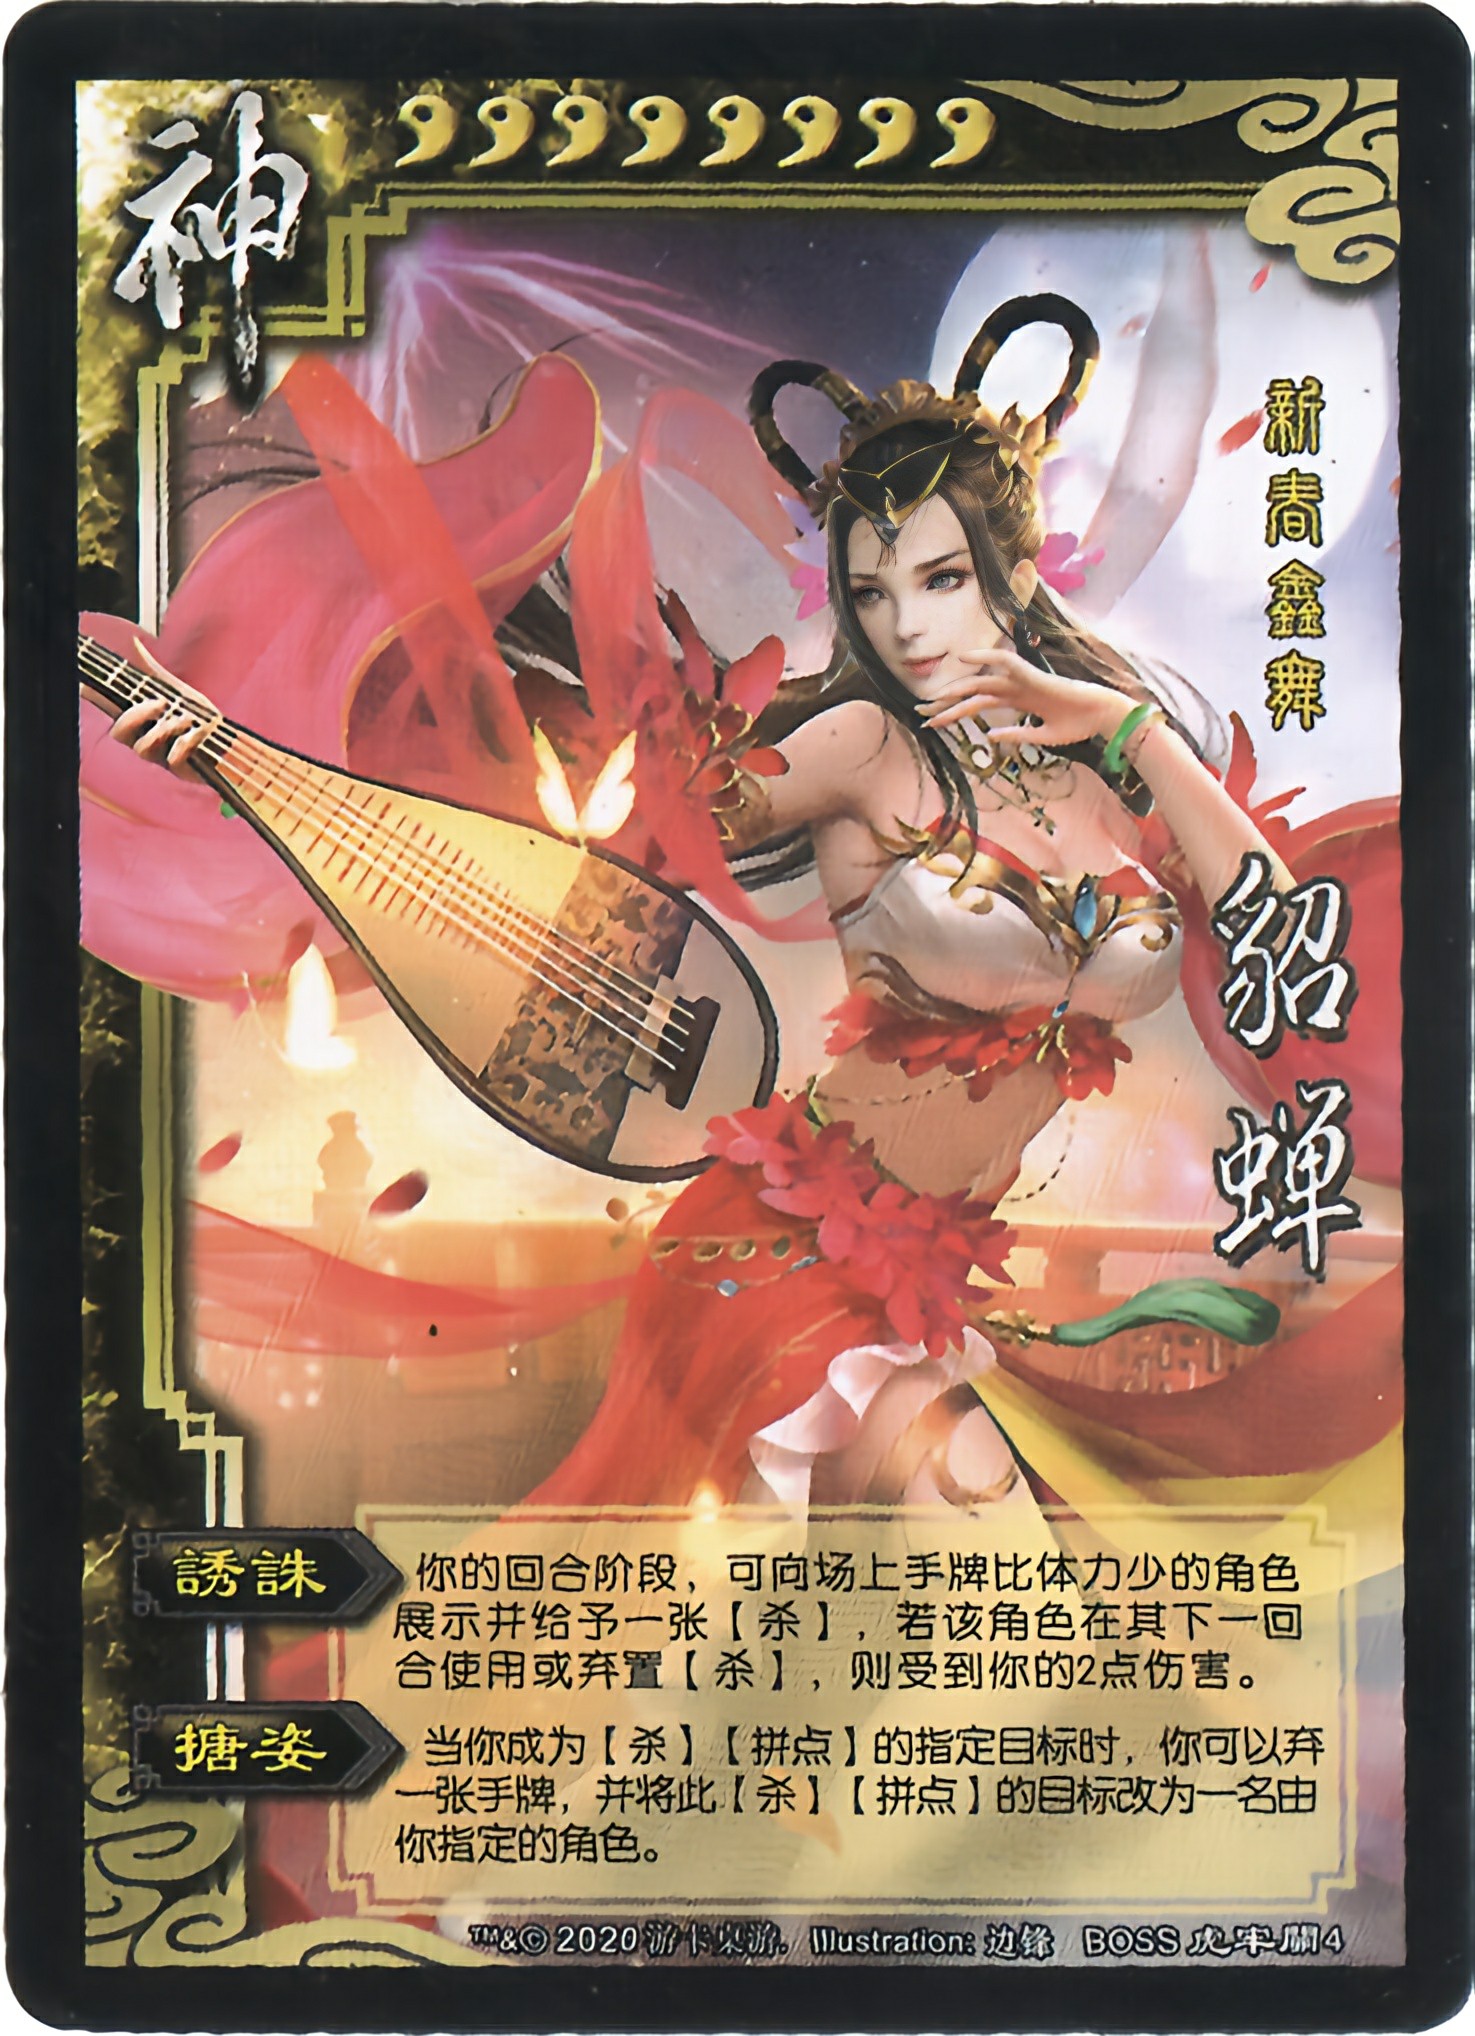 神
新春鑫舞
貂蝉
誘誅
你的回合阶段，可向场上手牌比体力少的角色
展示并给予一张【杀】，若该角色在其下一回
合使用或弃置【杀】，则受到你的2点伤害。
搪姿
当你成为【杀】【拼点】的指定目标时，你可以弃
一张手牌，并将此【杀】【拼点】的目标改为一名由
你指定的角色。
™&© 2020 游卡桌游. Illustration: 边锋 BOSS 虎牢關4